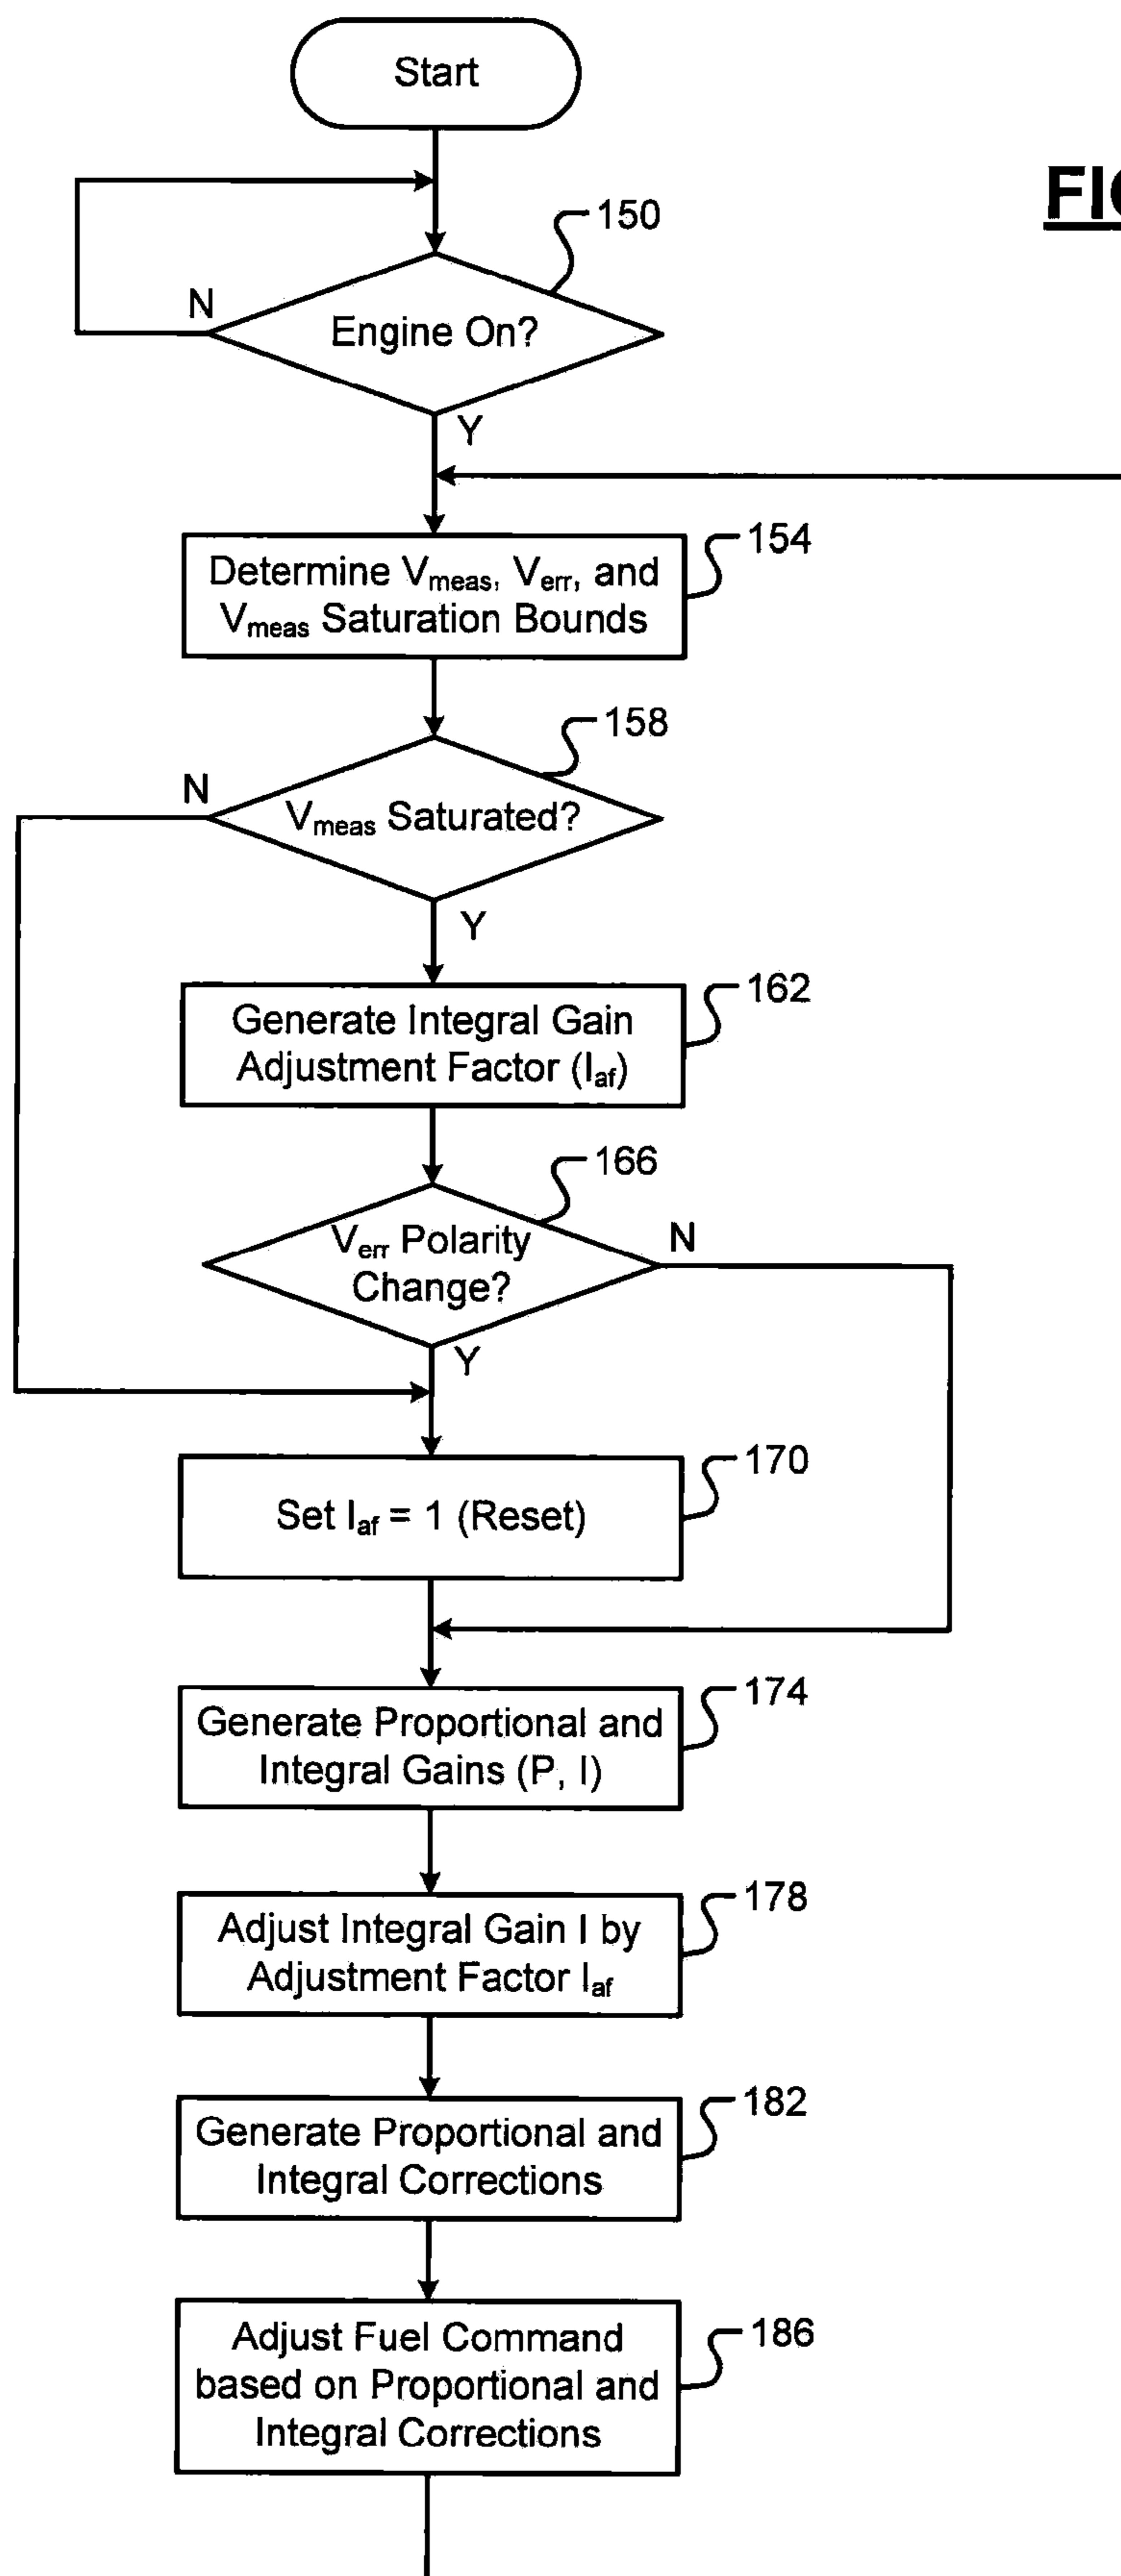 Start
FIG
150
N
Engine On?
Y
154
Determine Vmeas, Verr, and
Vmeas Saturation Bounds
158
N
Vmeas Saturated?
Y
162
Generate Integral Gain
Adjustment Factor (Iaf)
166
Verr Polarity
Change?
N
Y
170
Set Iaf = 1 (Reset)
174
Generate Proportional and
Integral Gains (P, I)
178
Adjust Integral Gain I by
Adjustment Factor Iaf
182
Generate Proportional and
Integral Corrections
186
Adjust Fuel Command
based on Proportional and
Integral Corrections